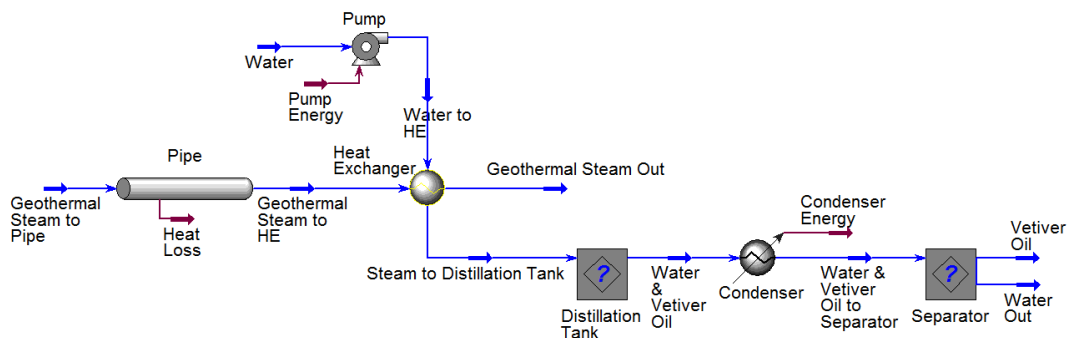 Pump
Water
Pump
Energy
Water to
HE
Pipe
Heat
Exchanger
Geothermal Steam Out
Geothermal
Steam to
Pipe
Heat
Loss
Geothermal
Steam to
HE
Condenser
Energy
Vetiver
Oil
Steam to Distillation Tank
?
Distillation
Tank
Water
&
Vetiver
Oil
Condenser
Water &
Vetiver
Oil to
Separator
?
Separator
Water
Out